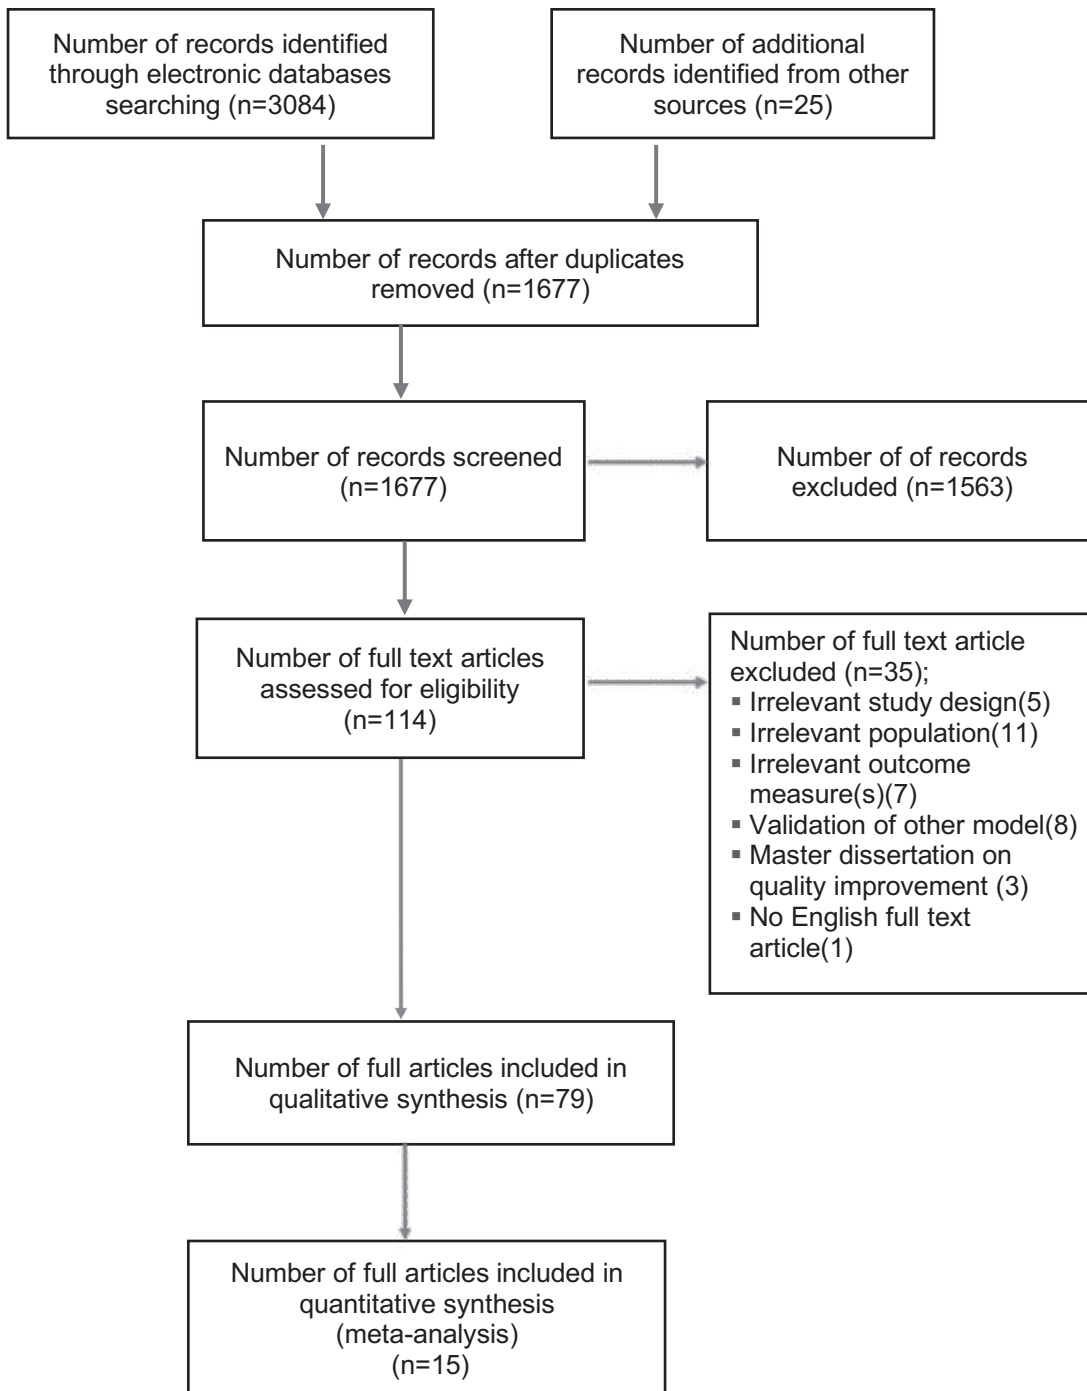 Number of records identified
through electronic databases
searching (n=3084)
Number of additional
records identified from other
sources (n=25)
Number of records after duplicates
removed (n=1677)
Number of records screened
(n=1677)
Number of of records
excluded (n=1563)
Number of full text articles
assessed for eligibility
(n=114)
Number of full text article
excluded (n=35);
▪ Irrelevant study design(5)
▪ Irrelevant population(11)
▪ Irrelevant outcome
measure(s)(7)
▪ Validation of other model(8)
▪ Master dissertation on
quality improvement (3)
▪ No English full text
article(1)
Number of full articles included in
qualitative synthesis (n=79)
Number of full articles included in
quantitative synthesis
(meta-analysis)
(n=15)